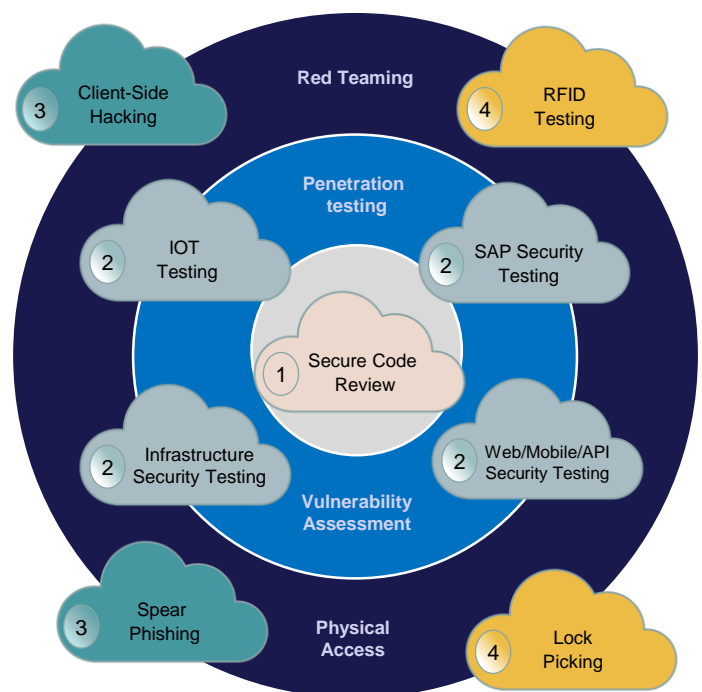 Red Teaming
3
Client-Side
Hacking
4
RFID
Testing
Penetration
testing
2
IOT
Testing
2
SAP Security
Testing
1
Secure Code
Review
2
Infrastructure
Security Testing
2
Web/Mobile/API
Security Testing
Vulnerability
Assessment
3
Spear
Phishing
Physical
Access
4
Lock
Picking